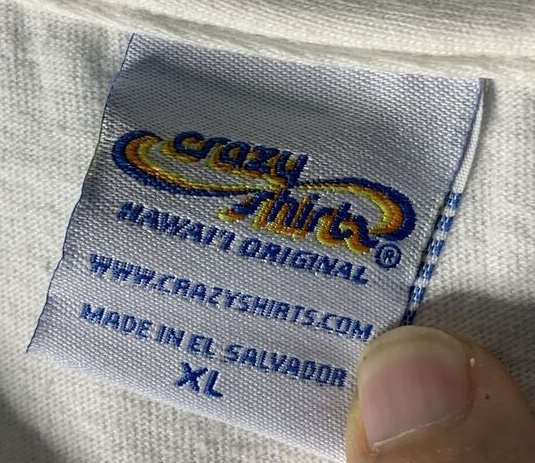 crazy
shirts®
HAWAI'I ORIGINAL
WWW.CRAZYSHIRTS.COM
MADE IN EL SALVADOR
XL